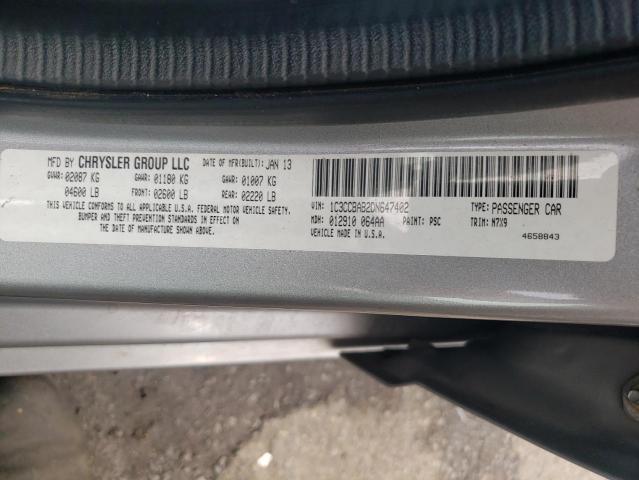 MFD BY CHRYSLER GROUP LLC DATE OF MFR(BUILT): JAN 13
GVWR: 02087 KG GAWR: 01180 KG GAWR: 01007 KG
04600 LB FRONT: 02600 LB REAR: 02220 LB
THIS VEHICLE CONFORMS TO ALL APPLICABLE U.S.A. FEDERAL MOTOR VEHICLE SAFETY,
BUMPER AND THEFT PREVENTION STANDARDS IN EFFECT ON
THE DATE OF MANUFACTURE SHOWN ABOVE.
VIN: 1C3CCBAB2DN647402 TYPE: PASSENGER CAR
MDH: 012910 064AA PAINT: PSC TRIM: M7X9
VEHICLE MADE IN U.S.A. 4658843